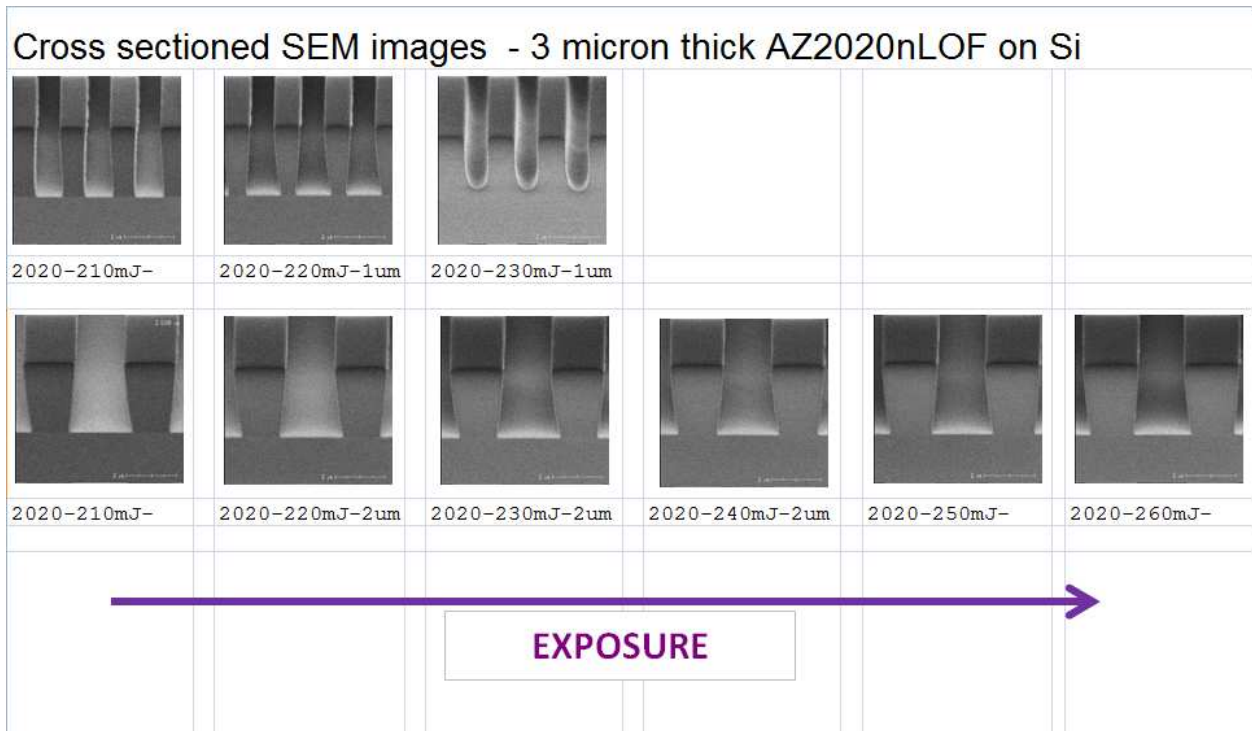 Cross sectioned SEM images - 3 micron thick AZ2020nLOF on Si
2020-210mJ-
2020-220mJ-1um
2020-230mJ-1um
2020-210mJ-
2020-220mJ-2um
2020-230mJ-2um
2020-240mJ-2um
2020-250mJ-
2020-260mJ-
EXPOSURE